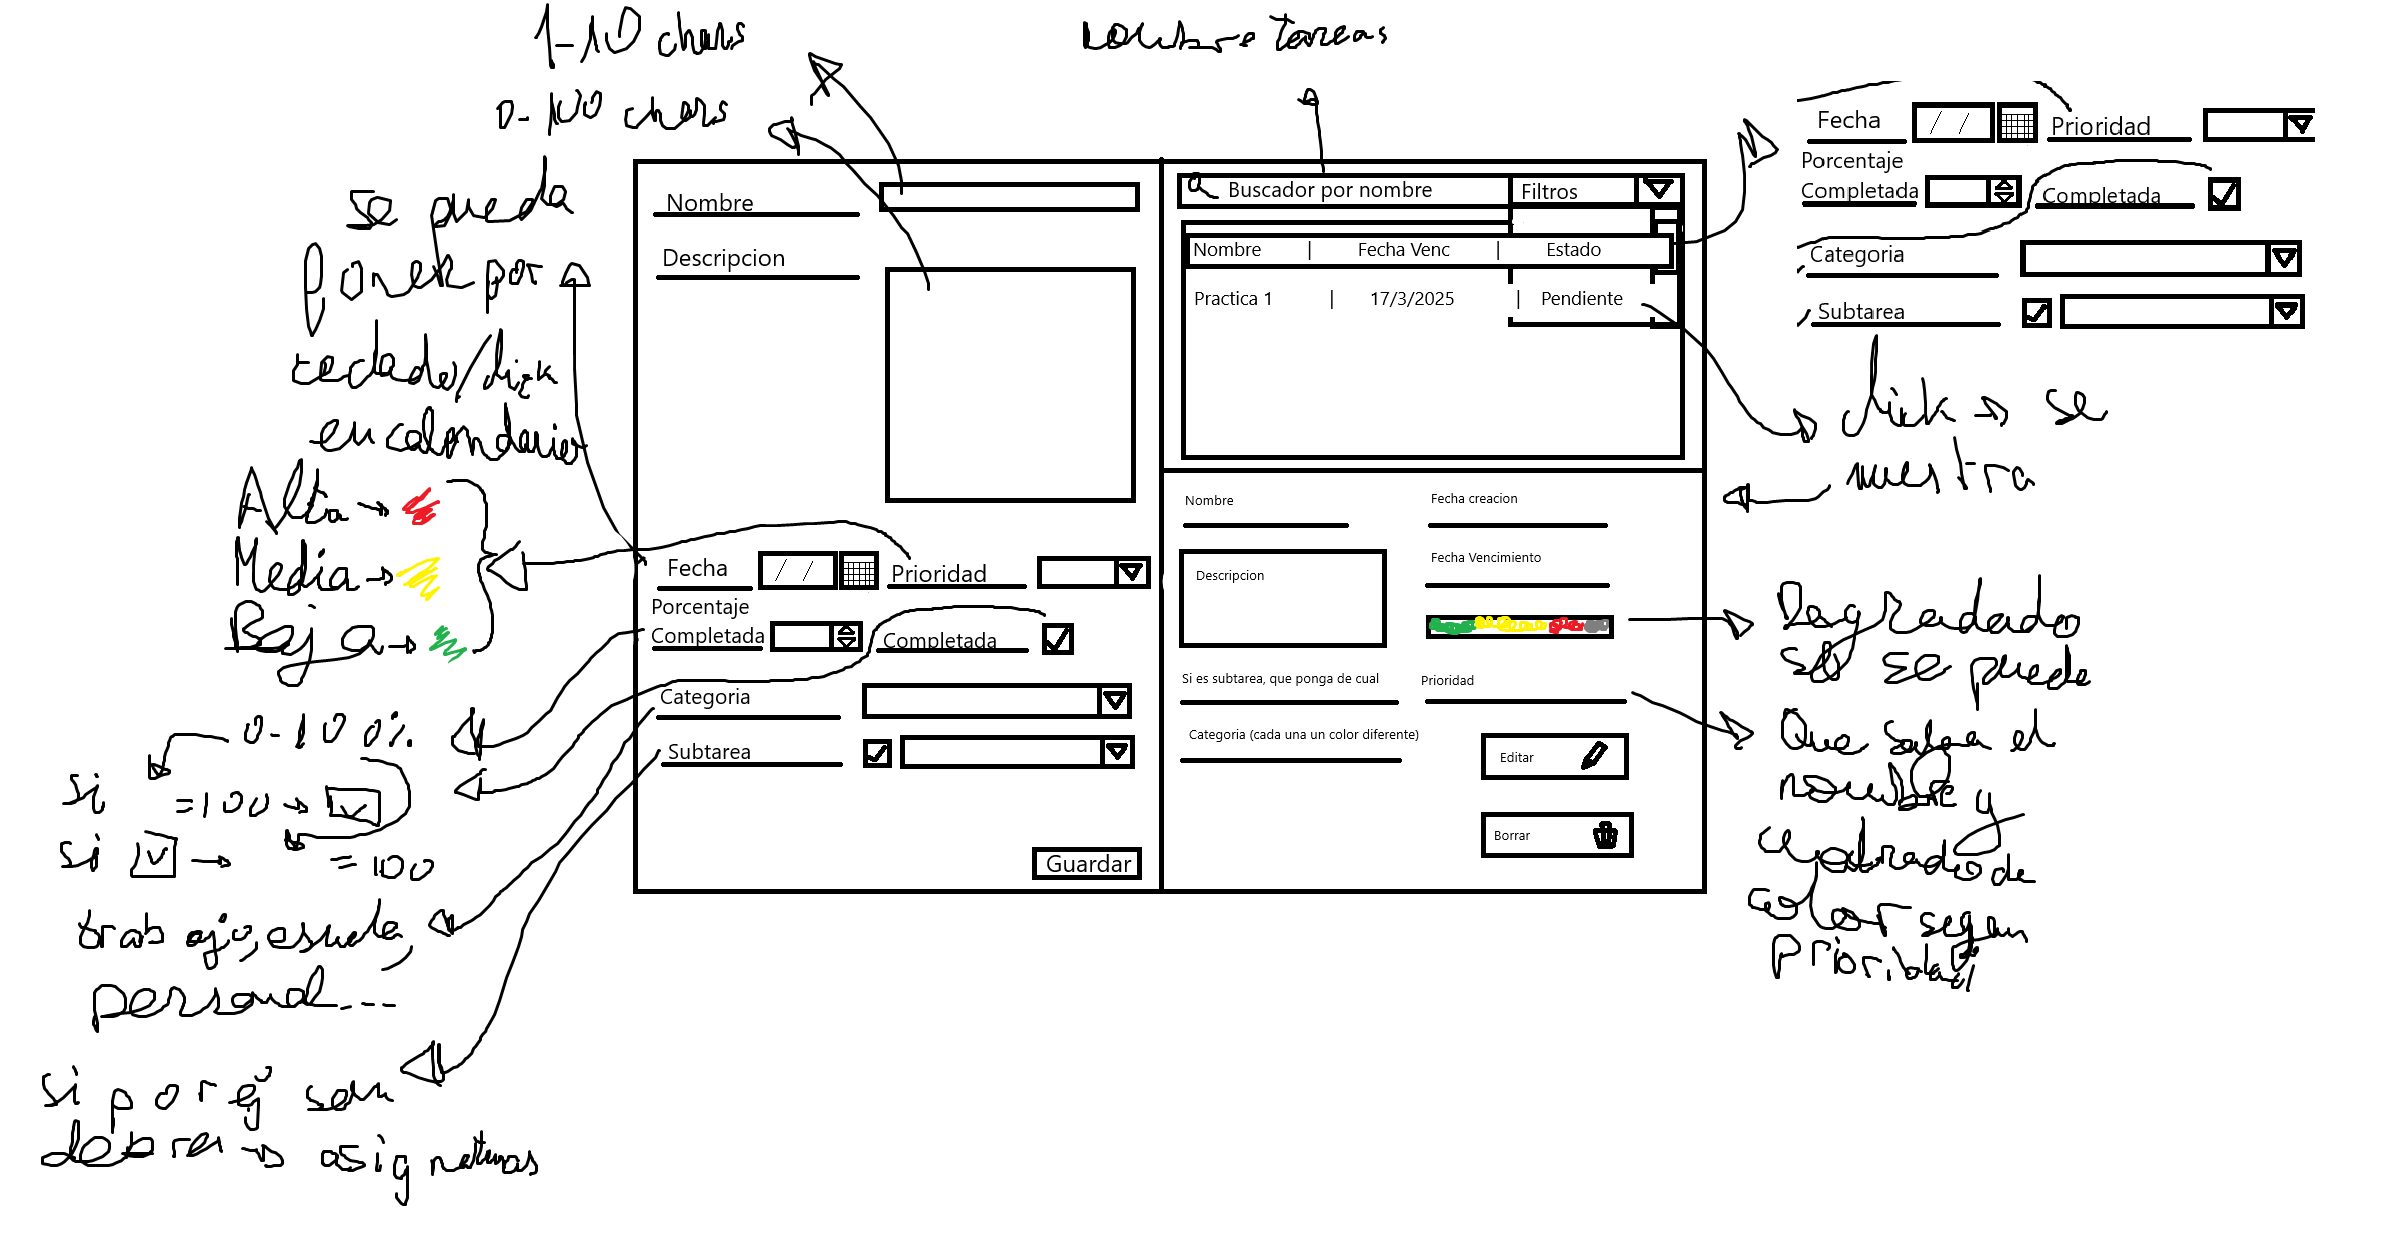 1-10 chars
0-100 chars
nombre tareas
se pueda
poner por
teclado/click
en calendario
Alta →
Media →
Baja →
0-100%
si =100 →
si → =100
trabajo, escuela,
personal...
si por ej son
deberes → asignaturas
Nombre
Descripcion
Fecha / / Prioridad
Porcentaje
Completada Completada
Categoria
Subtarea
Guardar
Buscador por nombre Filtros
Nombre | Fecha Venc | Estado
Practica 1 | 17/3/2025 | Pendiente
Nombre Fecha creacion
Fecha Vencimiento
Descripcion
Si es subtarea, que ponga de cual Prioridad
Categoria (cada una un color diferente)
Editar
Borrar
Fecha / / Prioridad
Porcentaje
Completada Completada
Categoria
Subtarea
click → se
muestra
Degradado
si se puede
Que salga el
nombre y
cuadrado de
color segun
prioridad